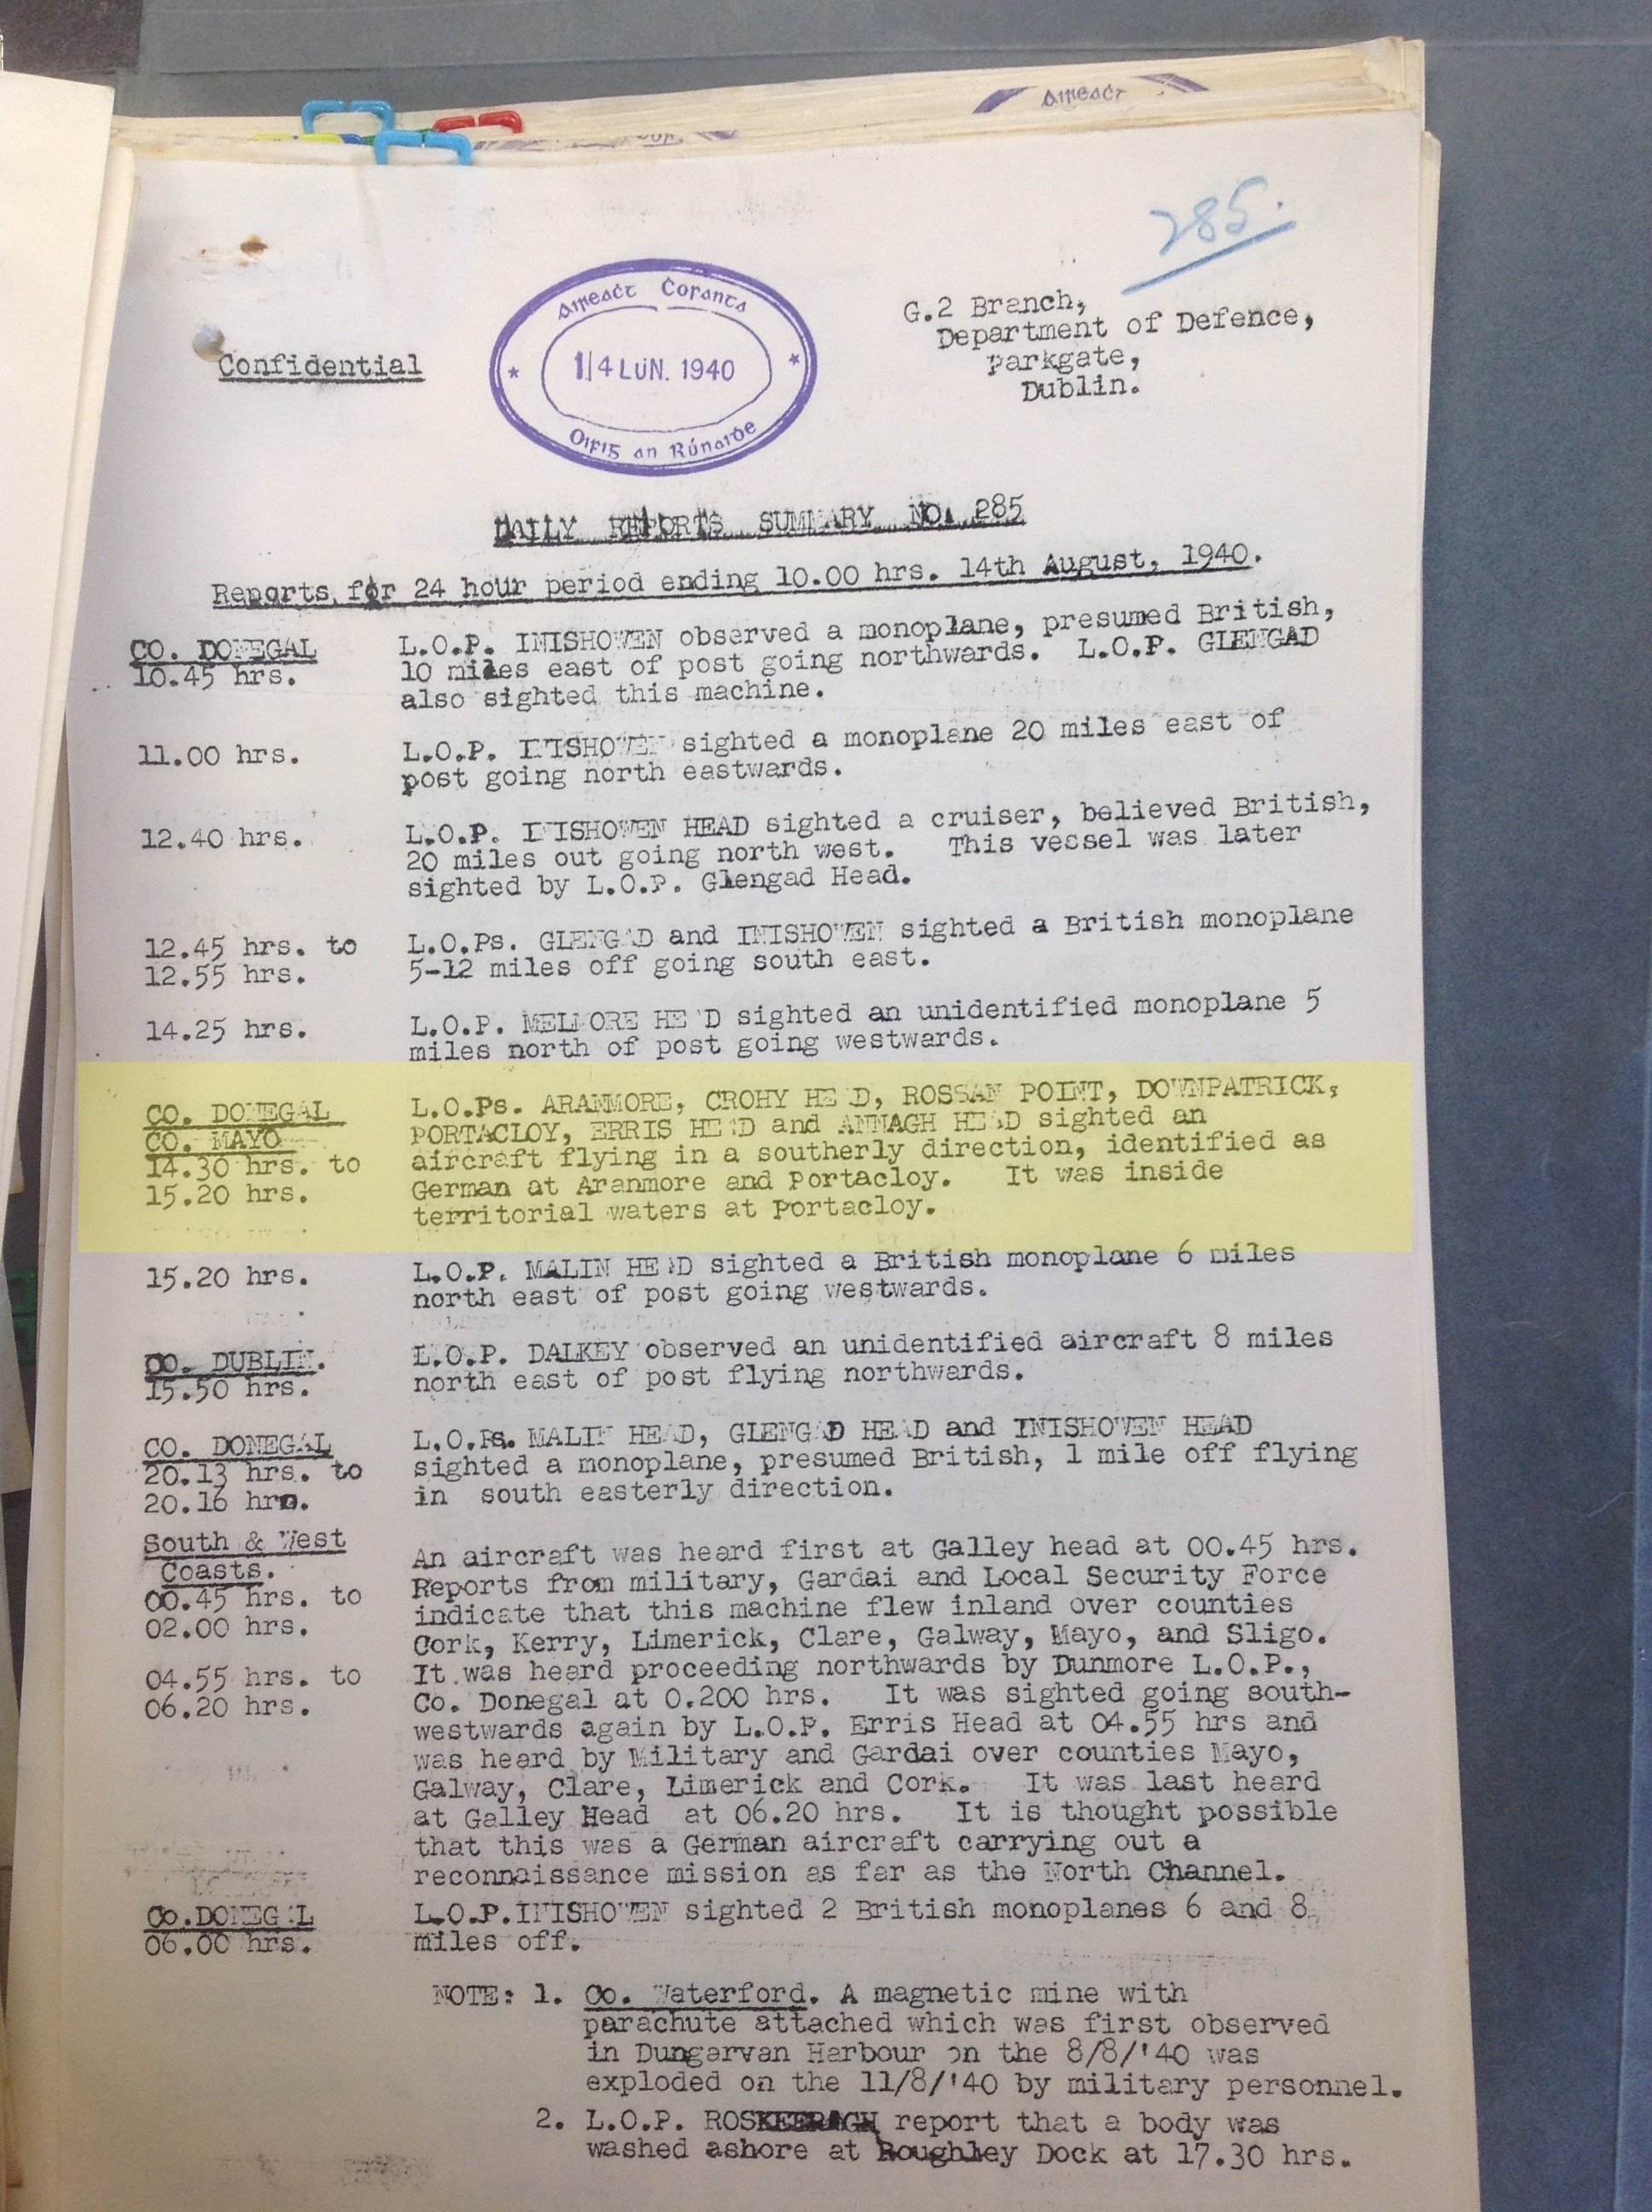 Aireacht
285.
G.2 Branch,
Department of Defence,
Parkgate,
Dublin.
Confidential
Aireacht Cosanta
14 LÚN. 1940
Oifig an Rúnaidhe
DAILY REPORTS SUMMARY NO. 285
Reports for 24 hour period ending 10.00 hrs. 14th August, 1940.
CO. DONEGAL
10.45 hrs.
L.O.P. INISHOWEN observed a monoplane, presumed British,
10 miles east of post going northwards. L.O.P. GLENGAD
also sighted this machine.
11.00 hrs.
L.O.P. INISHOWEN sighted a monoplane 20 miles east of
post going north eastwards.
12.40 hrs.
L.O.P. INISHOWEN HEAD sighted a cruiser, believed British,
20 miles out going north west. This vessel was later
sighted by L.O.P. Glengad Head.
12.45 hrs. to
12.55 hrs.
L.O.Ps. GLENGAD and INISHOWEN sighted a British monoplane
5-12 miles off going south east.
14.25 hrs.
L.O.P. MELMORE HEAD sighted an unidentified monoplane 5
miles north of post going westwards.
CO. DONEGAL
CO. MAYO
14.30 hrs. to
15.20 hrs.
L.O.Ps. ARANMORE, CROHY HEAD, ROSSAN POINT, DOWNPATRICK,
PORTACLOY, ERRIS HEAD and ANNAGH HEAD sighted an
aircraft flying in a southerly direction, identified as
German at Aranmore and Portacloy. It was inside
territorial waters at Portacloy.
15.20 hrs.
L.O.P. MALIN HEAD sighted a British monoplane 6 miles
north east of post going westwards.
CO. DUBLIN.
15.50 hrs.
L.O.P. DALKEY observed an unidentified aircraft 8 miles
north east of post flying northwards.
CO. DONEGAL
20.13 hrs. to
20.16 hrs.
L.O.Ps. MALIN HEAD, GLENGAD HEAD and INISHOWEN HEAD
sighted a monoplane, presumed British, 1 mile off flying
in south easterly direction.
South & West
Coasts.
00.45 hrs. to
02.00 hrs.
04.55 hrs. to
06.20 hrs.
An aircraft was heard first at Galley head at 00.45 hrs.
Reports from military, Gardai and Local Security Force
indicate that this machine flew inland over counties
Cork, Kerry, Limerick, Clare, Galway, Mayo, and Sligo.
It was heard proceeding northwards by Dunmore L.O.P.,
Co. Donegal at 0.200 hrs. It was sighted going south-
westwards again by L.O.P. Erris Head at 04.55 hrs and
was heard by Military and Gardai over counties Mayo,
Galway, Clare, Limerick and Cork. It was last heard
at Galley Head at 06.20 hrs. It is thought possible
that this was a German aircraft carrying out a
reconnaissance mission as far as the North Channel.
Co.DONEGAL
06.00 hrs.
L.O.P.INISHOWEN sighted 2 British monoplanes 6 and 8
miles off.
NOTE: 1. Co. Waterford. A magnetic mine with
parachute attached which was first observed
in Dungarvan Harbour on the 8/8/'40 was
exploded on the 11/8/'40 by military personnel.
2. L.O.P. ROSKEERAGH report that a body was
washed ashore at Roughley Dock at 17.30 hrs.